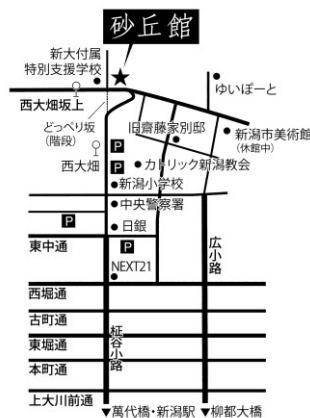 砂丘館
新大付属
特別支援学校
ゆいぽーと
西大畑坂上
どっぺり坂
(階段)
旧齋藤家別邸
新潟市美術館
(休館中)
P
西大畑
P
カトリック新潟教会
新潟小学校
中央警察署
P
日銀
東中通
P
広小路
NEXT21
西堀通
古町通
柾谷小路
東堀通
本町通
上大川前通
▼萬代橋・新潟駅
▼柳都大橋